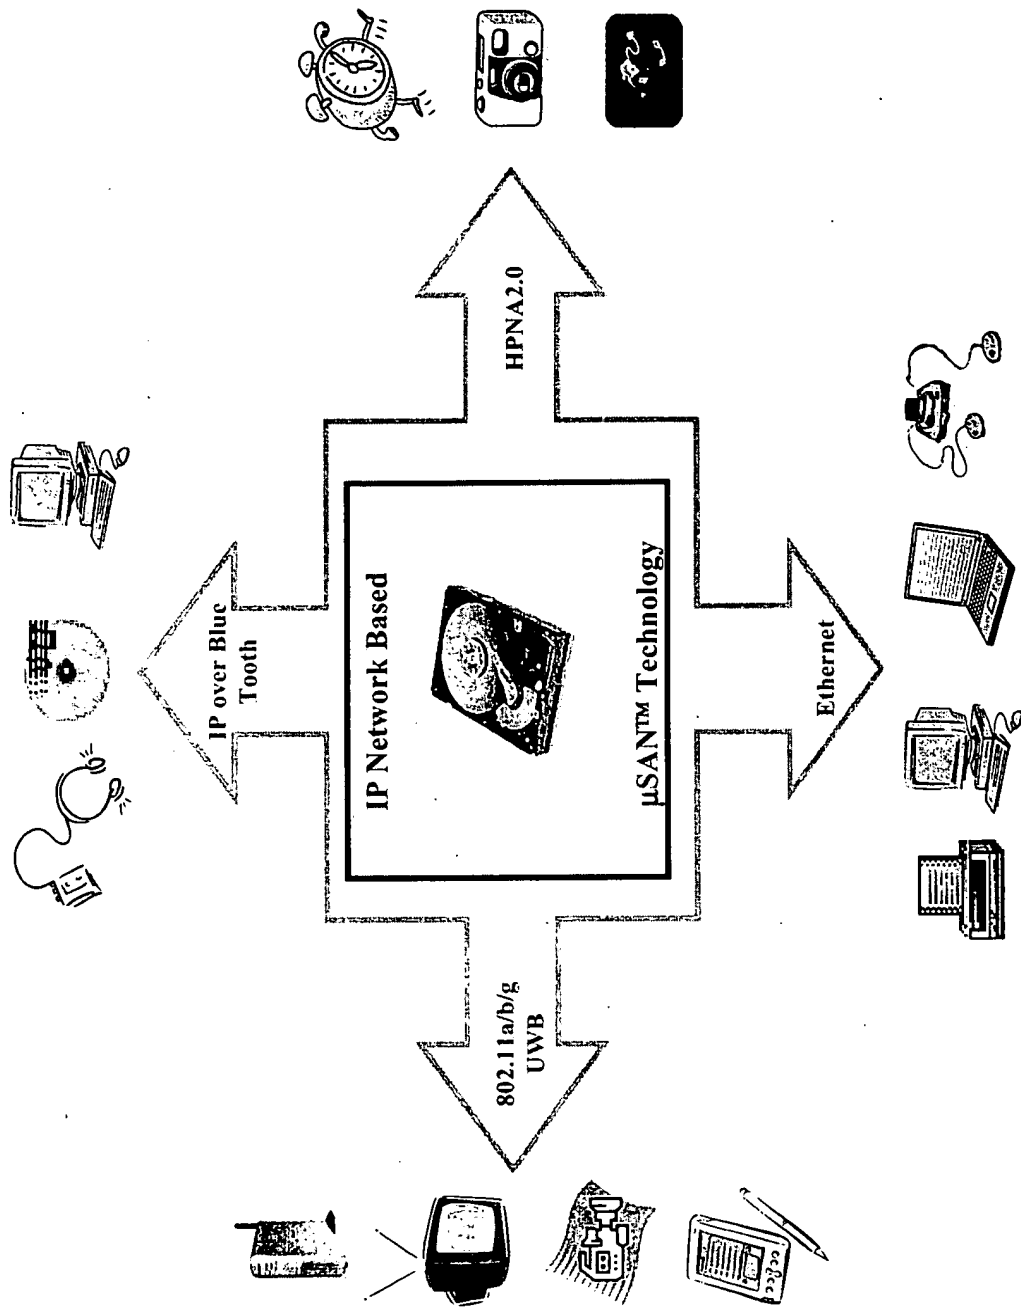 IP over Blue
Tooth
IP Network Based
802.11a/b/g
UWB
HPNA2.0
µSAN™ Technology
Ethernet